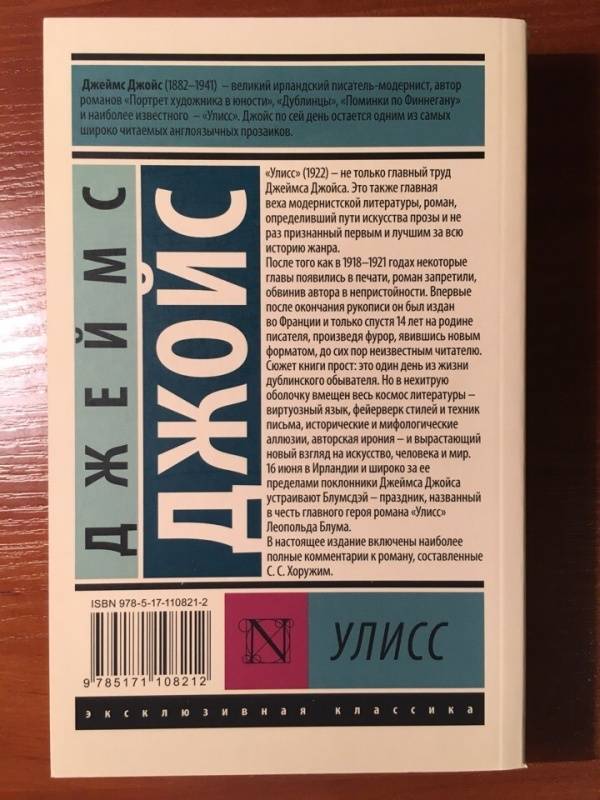 Джеймс Джойс (1882–1941) – великий ирландский писатель-модернист, автор
романов «Портрет художника в юности», «Дублинцы», «Поминки по Финнегану»
и наиболее известного – «Улисс». Джойс по сей день остается одним из самых
широко читаемых англоязычных прозаиков.
ДЖЕЙМС
ДЖОЙС
«Улисс» (1922) – не только главный труд
Джеймса Джойса. Это также главная
веха модернистской литературы, роман,
определивший пути искусства прозы и не
раз признанный первым и лучшим за всю
историю жанра.
После того как в 1918–1921 годах некоторые
главы появились в печати, роман запретили,
обвинив автора в непристойности. Впервые
после окончания рукописи он был издан
во Франции и только спустя 14 лет на родине
писателя, произведя фурор, явившись новым
форматом, до сих пор неизвестным читателю.
Сюжет книги прост: это один день из жизни
дублинского обывателя. Но в нехитрую
оболочку вмещен весь космос литературы –
виртуозный язык, фейерверк стилей и техник
письма, исторические и мифологические
аллюзии, авторская ирония – и вырастающий
новый взгляд на искусство, человека и мир.
16 июня в Ирландии и широко за ее
пределами поклонники Джеймса Джойса
устраивают Блумсдэй – праздник, названный
в честь главного героя романа «Улисс»
Леопольда Блума.
В настоящее издание включены наиболее
полные комментарии к роману, составленные
С. С. Хоружим.
ISBN 978-5-17-110821-2
9 785171 108212
N
УЛИСС
эксклюзивная классика